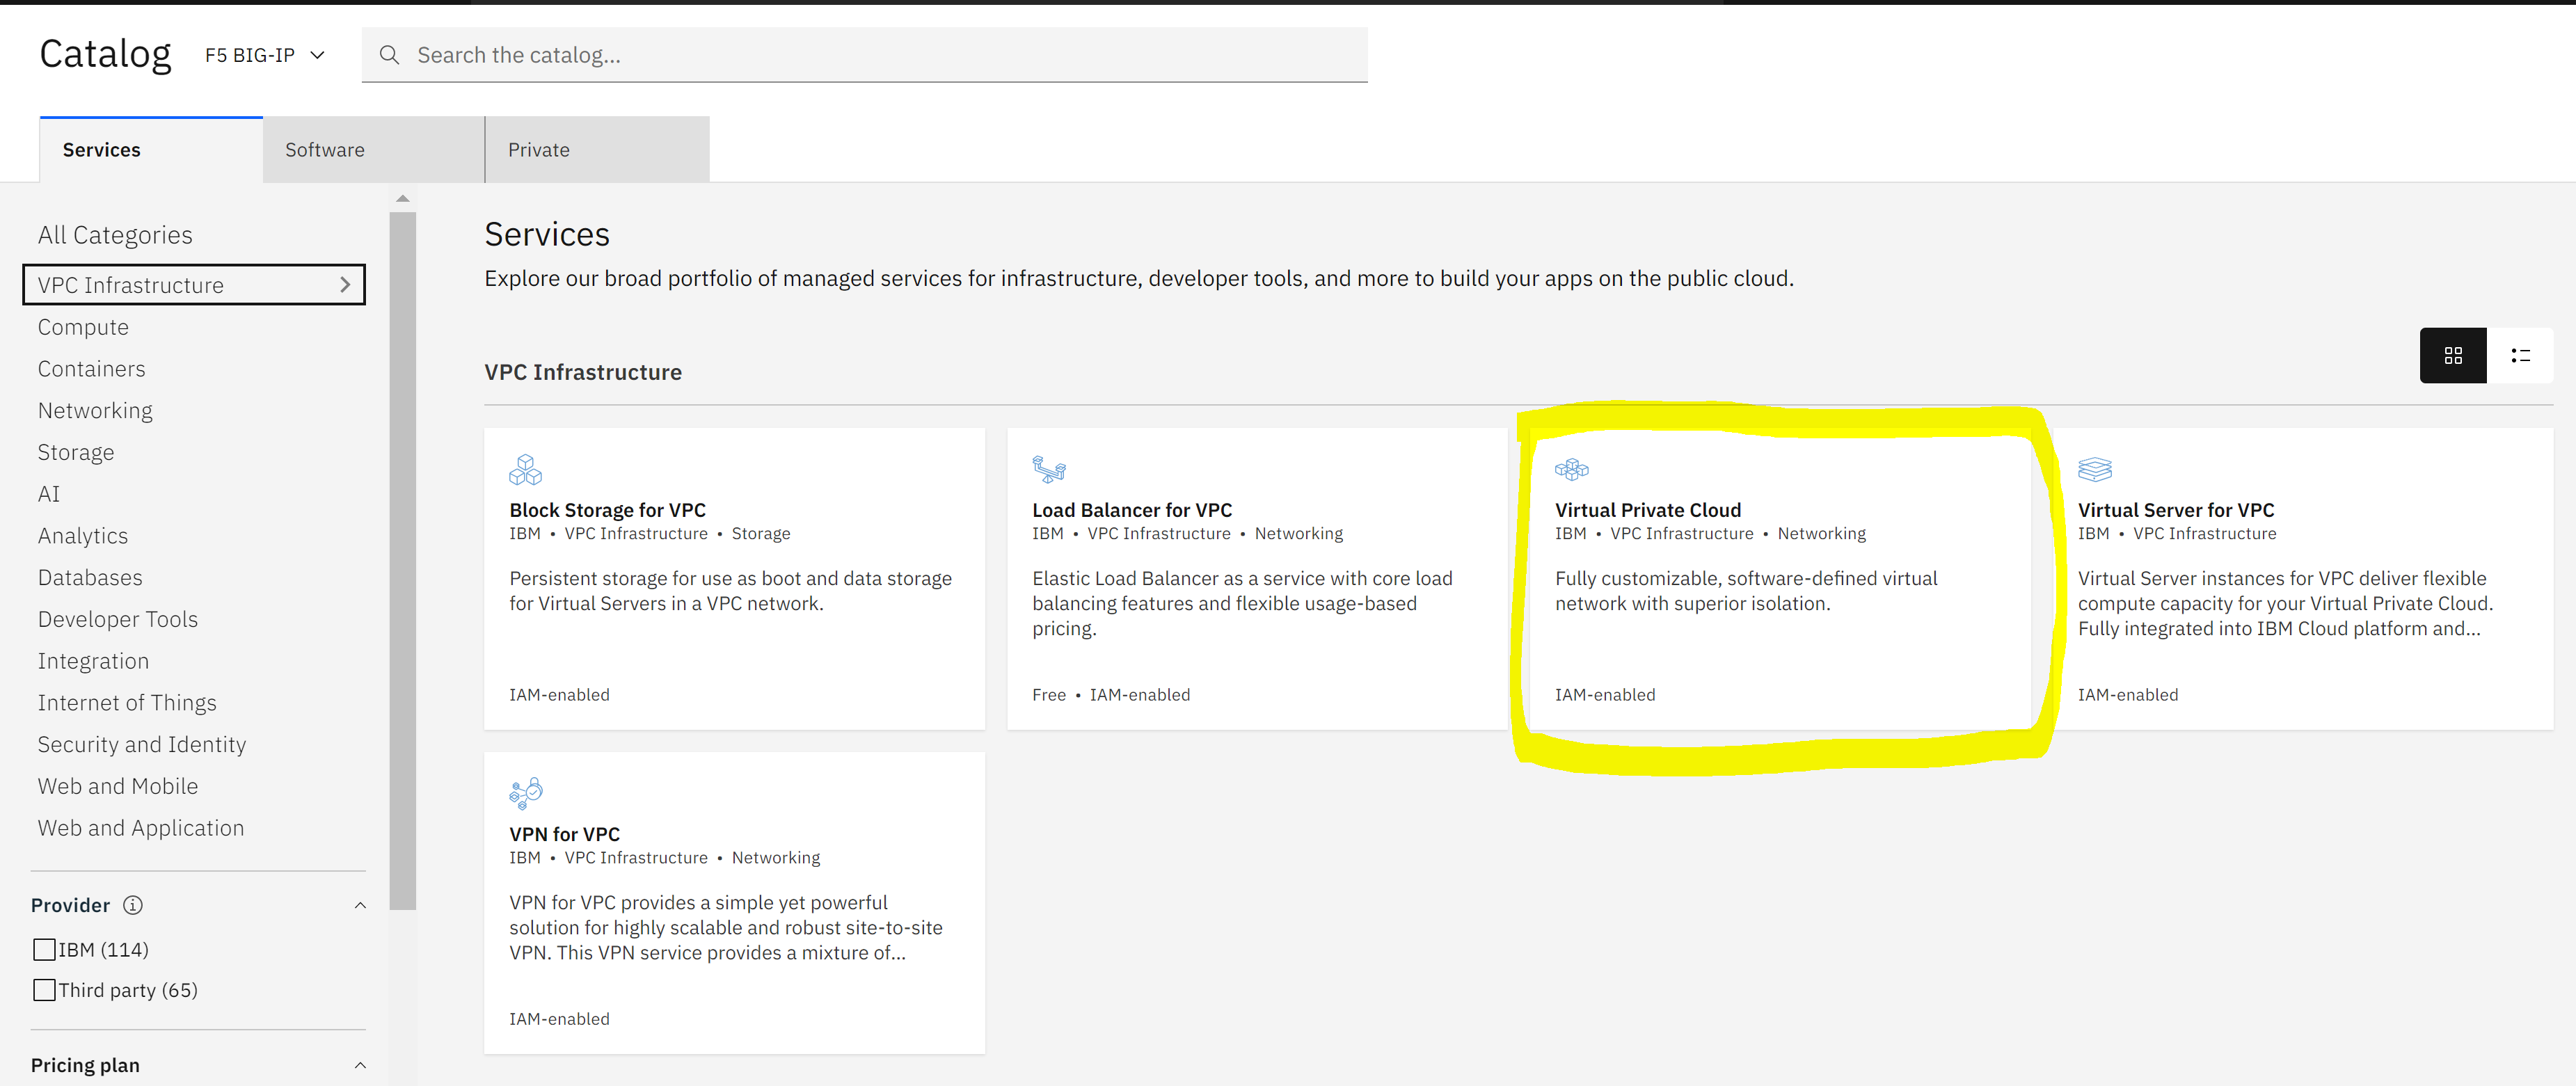 Catalog
F5 BIG-IP
Search the catalog...
Services
Software
Private
All Categories
VPC Infrastructure
Compute
Containers
Networking
Storage
AI
Analytics
Databases
Developer Tools
Integration
Internet of Things
Security and Identity
Web and Mobile
Web and Application
Provider
IBM (114)
Third party (65)
Pricing plan
Services
Explore our broad portfolio of managed services for infrastructure, developer tools, and more to build your apps on the public cloud.
VPC Infrastructure
Block Storage for VPC
IBM • VPC Infrastructure • Storage
Persistent storage for use as boot and data storage
for Virtual Servers in a VPC network.
IAM-enabled
Load Balancer for VPC
IBM • VPC Infrastructure • Networking
Elastic Load Balancer as a service with core load
balancing features and flexible usage-based
pricing.
Free • IAM-enabled
Virtual Private Cloud
IBM • VPC Infrastructure • Networking
Fully customizable, software-defined virtual
network with superior isolation.
IAM-enabled
Virtual Server for VPC
IBM • VPC Infrastructure
Virtual Server instances for VPC deliver flexible
compute capacity for your Virtual Private Cloud.
Fully integrated into IBM Cloud platform and...
IAM-enabled
VPN for VPC
IBM • VPC Infrastructure • Networking
VPN for VPC provides a simple yet powerful
solution for highly scalable and robust site-to-site
VPN. This VPN service provides a mixture of...
IAM-enabled